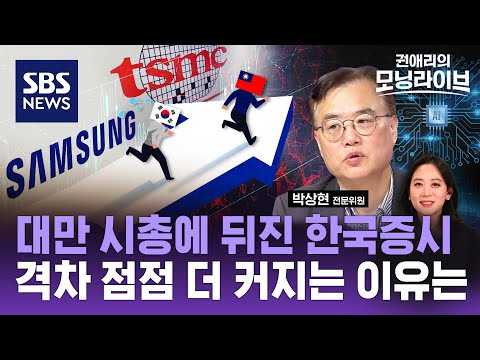 SBS
NEWS
tsmc
SAMSUNG
권애리의
모닝라이브
AI
박상현 전문위원
대만 시총에 뒤진 한국증시
격차 점점 더 커지는 이유는